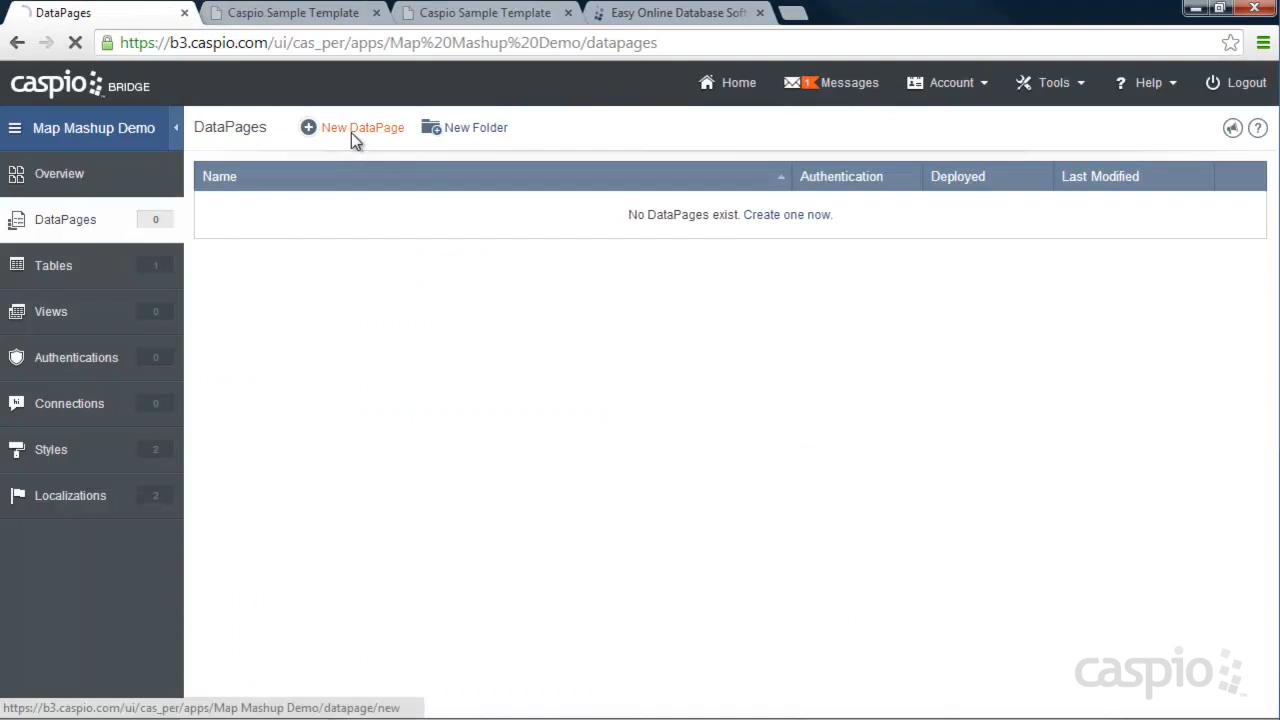 DataPages
Caspio Sample Template
Caspio Sample Template
Easy Online Database Soft
https://b3.caspio.com/ui/cas_per/apps/Map%20Mashup%20Demo/datapages
caspio BRIDGE
Home
1
Messages
Account
Tools
? Help
Logout
Map Mashup Demo
DataPages
New DataPage
New Folder
?
Overview
DataPages 0
Tables 1
Views 0
Authentications 0
hi Connections 0
Styles 2
Localizations 2
Name
Authentication
Deployed
Last Modified
No DataPages exist. Create one now.
caspio
https://b3.caspio.com/ui/cas_per/apps/Map Mashup Demo/datapage/new